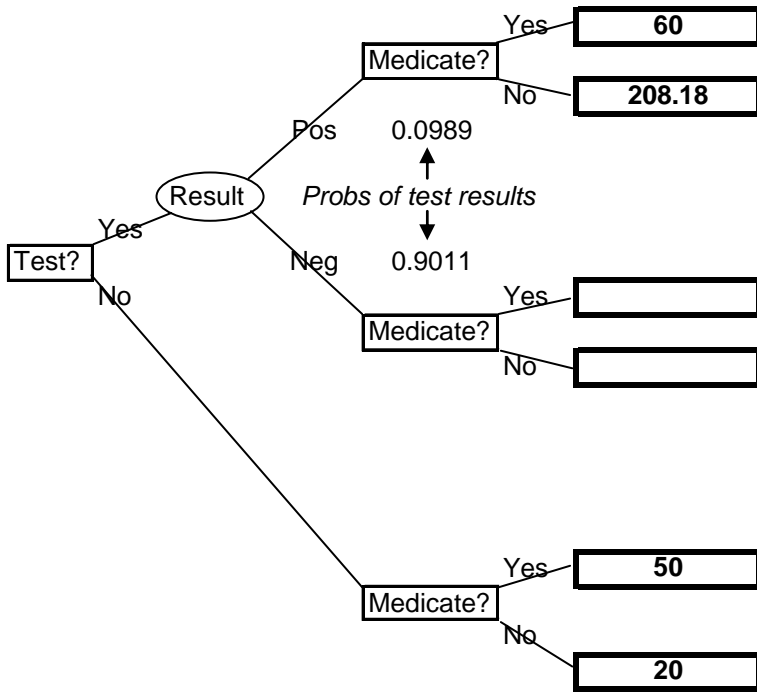 Yes
60
Medicate?
No
208.18
Pos
0.0989
Result
Probs of test results
Yes
Test?
Neg
0.9011
No
Yes
Medicate?
No
Yes
50
Medicate?
No
20